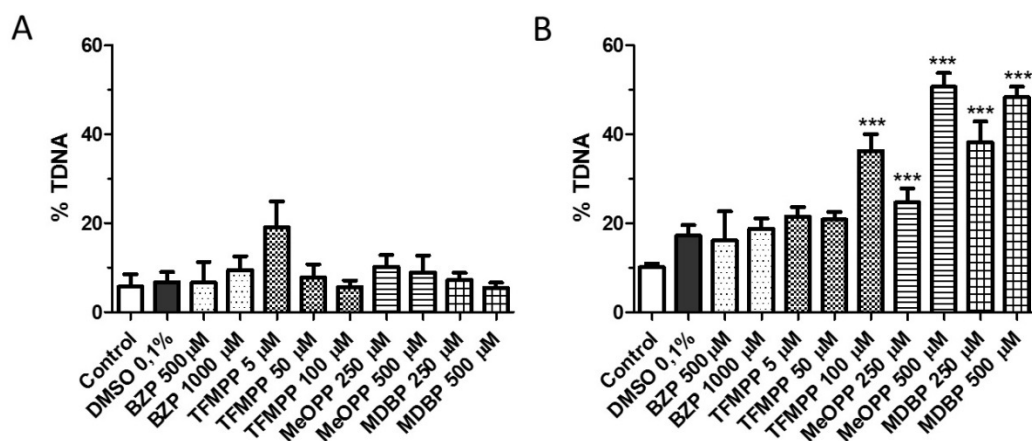 A
% TDNA
60
40
20
0
Control
DMSO 0,1%
BZP 500 μM
BZP 1000 μM
TFMPP 5 μM
TFMPP 50 μM
TFMPP 100 μM
MeOPP 250 μM
MeOPP 500 μM
MDBP 250 μM
MDBP 500 μM
B
% TDNA
60
40
20
0
***
***
***
***
***
Control
DMSO 0,1%
BZP 500 μM
BZP 1000 μM
TFMPP 5 μM
TFMPP 50 μM
TFMPP 100 μM
MeOPP 250 μM
MeOPP 500 μM
MDBP 250 μM
MDBP 500 μM